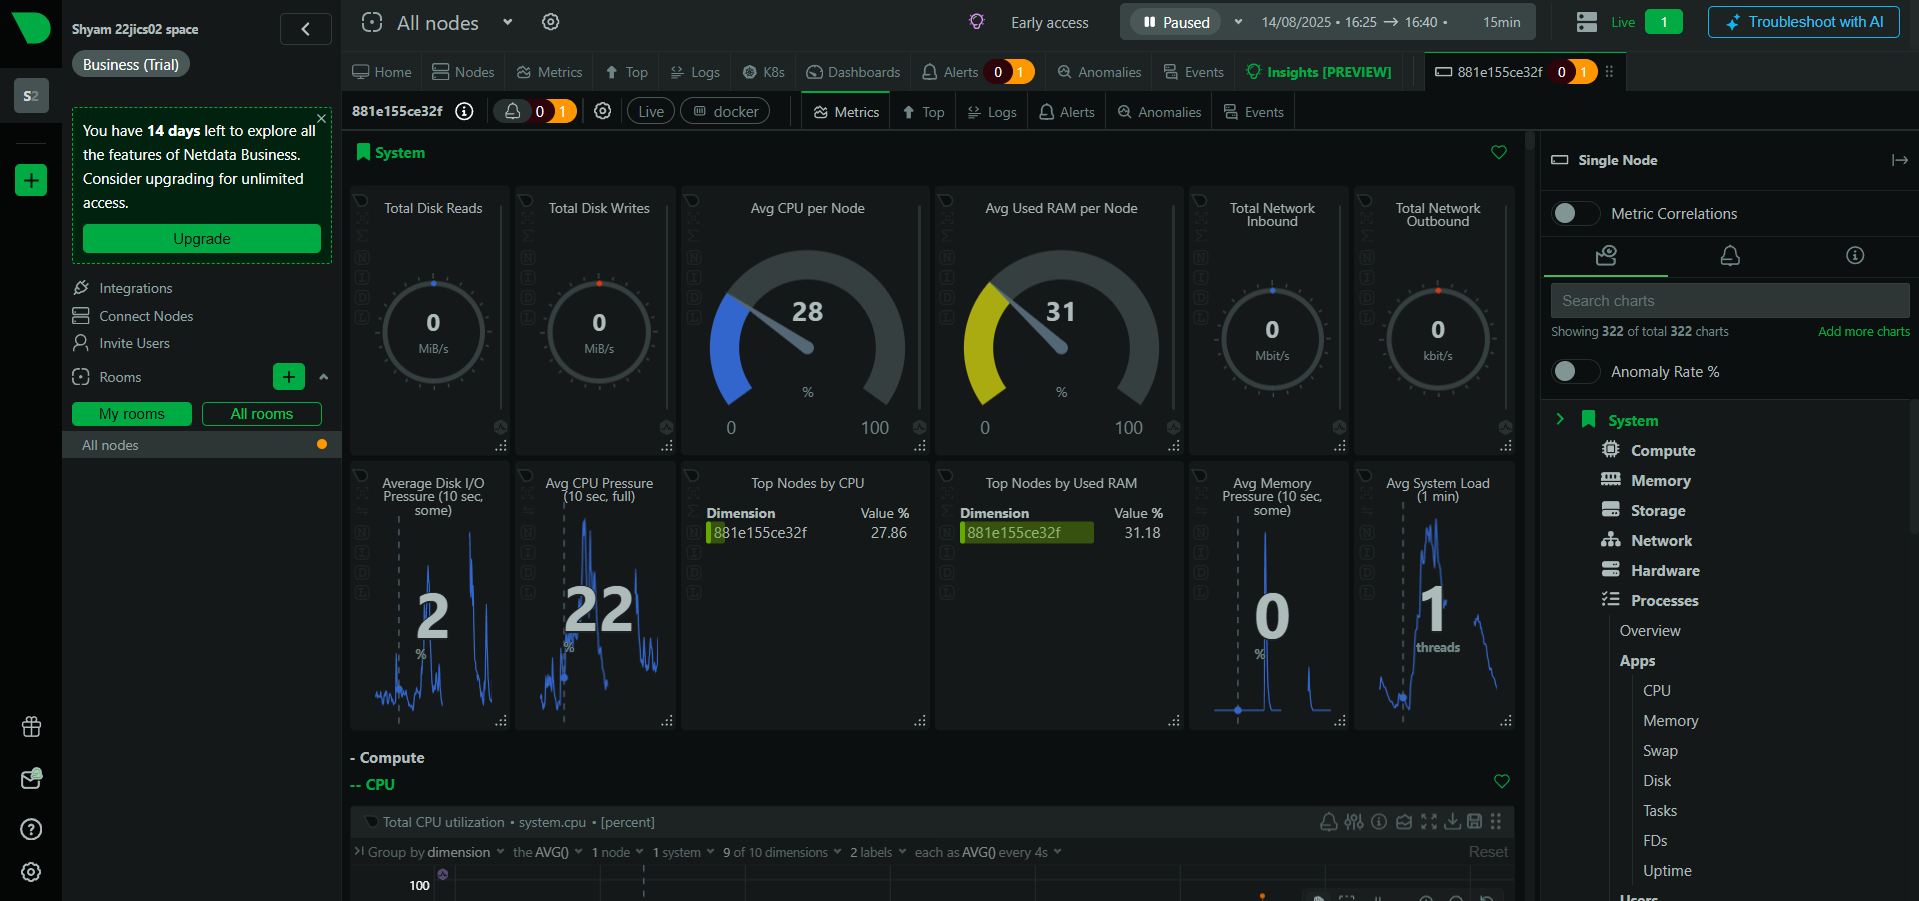 Shyam 22jics02 space
Business (Trial)
S2
You have 14 days left to explore all
the features of Netdata Business.
Consider upgrading for unlimited
access.
Upgrade
Integrations
Connect Nodes
Invite Users
Rooms
My rooms
All rooms
All nodes
All nodes
Early access
Paused
14/08/2025 • 16:25 → 16:40 •
15min
Live
1
Troubleshoot with AI
Home
Nodes
Metrics
Top
Logs
K8s
Dashboards
Alerts
0
1
Anomalies
Events
Insights [PREVIEW]
881e155ce32f
0
1
881e155ce32f
0
1
Live
docker
Metrics
Top
Logs
Alerts
Anomalies
Events
System
Total Disk Reads
0
MiB/s
Total Disk Writes
0
MiB/s
Avg CPU per Node
28
%
0
100
Avg Used RAM per Node
31
%
0
100
Total Network
Inbound
0
Mbit/s
Total Network
Outbound
0
kbit/s
Average Disk I/O
Pressure (10 sec,
some)
2
%
Avg CPU Pressure
(10 sec, full)
22
%
Top Nodes by CPU
Dimension Value %
881e155ce32f 27.86
Top Nodes by Used RAM
Dimension Value %
881e155ce32f 31.18
Avg Memory
Pressure (10 sec,
some)
0
%
Avg System Load
(1 min)
1
threads
- Compute
-- CPU
Total CPU utilization • system.cpu • [percent]
Group by dimension the AVG() 1 node 1 system 9 of 10 dimensions 2 labels each as AVG() every 4s
Reset
100
Single Node
Metric Correlations
Search charts
Showing 322 of total 322 charts
Add more charts
Anomaly Rate %
System
Compute
Memory
Storage
Network
Hardware
Processes
Overview
Apps
CPU
Memory
Swap
Disk
Tasks
FDs
Uptime
Users